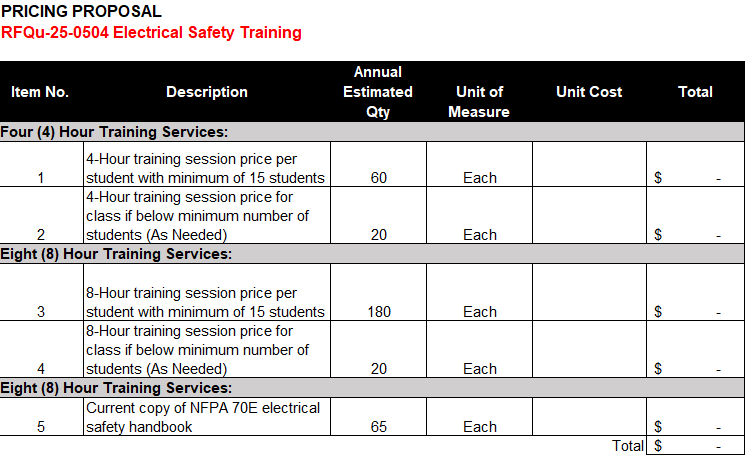 PRICING PROPOSAL
RFQu-25-0504 Electrical Safety Training
Item No. Description Annual Estimated Qty Unit of Measure Unit Cost Total
Four (4) Hour Training Services:
4-Hour training session price per
1 student with minimum of 15 students 60 Each $ -
4-Hour training session price for
class if below minimum number of
2 students (As Needed) 20 Each $ -
Eight (8) Hour Training Services:
8-Hour training session price per
3 student with minimum of 15 students 180 Each $ -
8-Hour training session price for
class if below minimum number of
4 students (As Needed) 20 Each $ -
Eight (8) Hour Training Services:
Current copy of NFPA 70E electrical
5 safety handbook 65 Each $ -
Total $ -